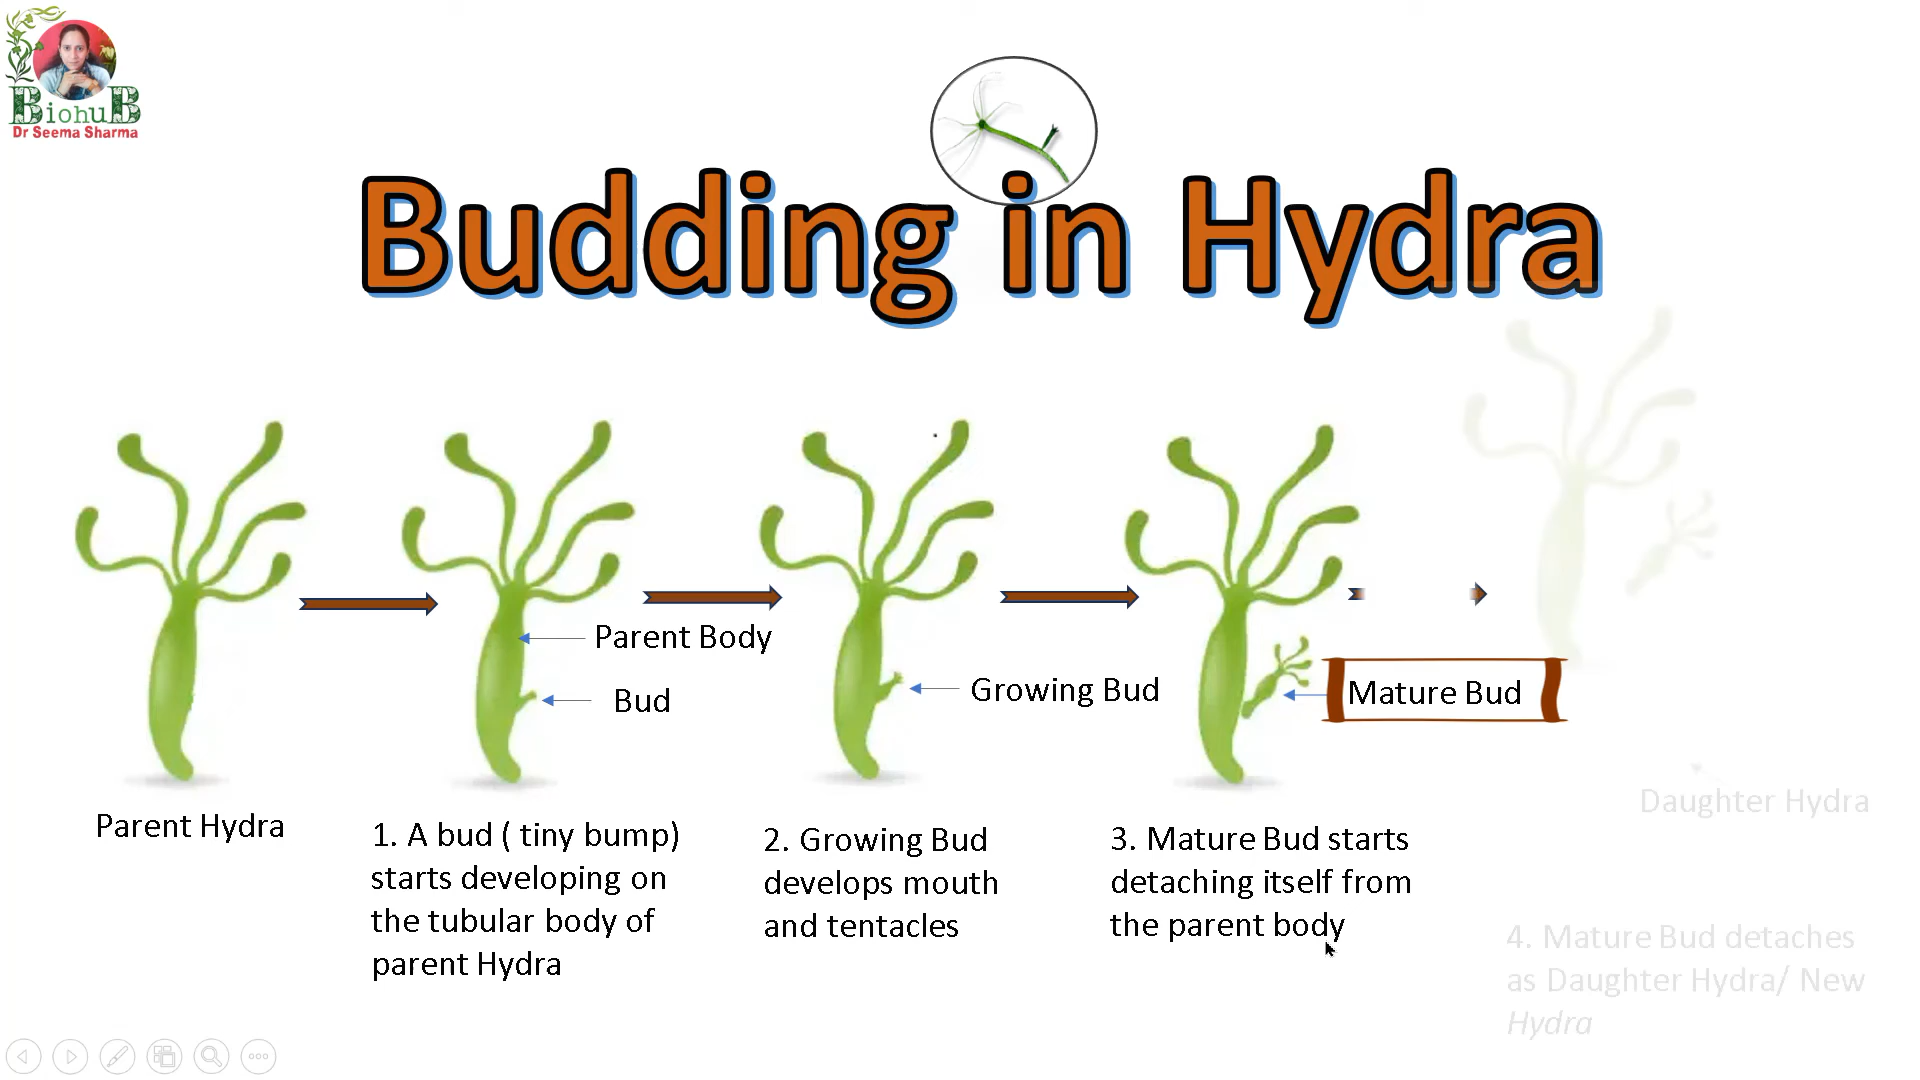 BiohuB
Dr Seema Sharma
Budding in Hydra
Parent Body
Bud
Growing Bud
Mature Bud
Daughter Hydra
Parent Hydra
1. A bud ( tiny bump)
starts developing on
the tubular body of
parent Hydra
2. Growing Bud
develops mouth
and tentacles
3. Mature Bud starts
detaching itself from
the parent body
4. Mature Bud detaches
as Daughter Hydra/ New
Hydra